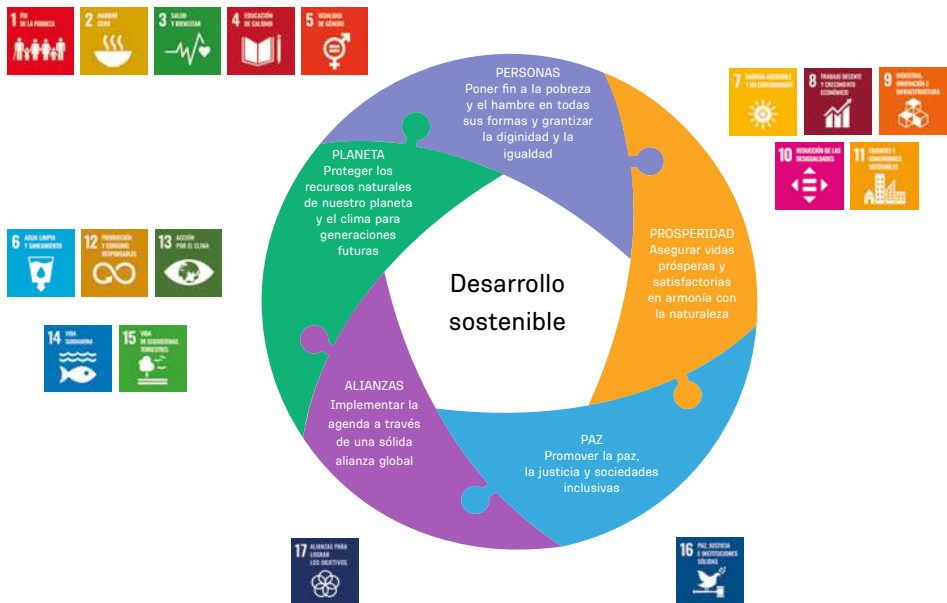 1 FIN
DE LA POBREZA
2 HAMBRE
CERO
3 SALUD
Y BIENESTAR
4 EDUCACIÓN
DE CALIDAD
5 IGUALDAD
DE GÉNERO
PERSONAS
Poner fin a la pobreza
y el hambre en todas
sus formas y grantizar
la diginidad y la
igualdad
7 ENERGÍA ASEQUIBLE
Y NO CONTAMINANTE
8 TRABAJO DECENTE
Y CRECIMIENTO
ECONÓMICO
9 INDUSTRIA,
INNOVACIÓN E
INFRAESTRUCTURA
10 REDUCCIÓN DE LAS
DESIGUALDADES
11 CIUDADES Y
COMUNIDADES
SOSTENIBLES
PLANETA
Proteger los
recursos naturales
de nuestro planeta
y el clima para
generaciones
futuras
PROSPERIDAD
Asegurar vidas
prósperas y
satisfactorias
en armonía con
la naturaleza
6 AGUA LIMPIA
Y SANEAMIENTO
12 PRODUCCIÓN
Y CONSUMO
RESPONSABLES
13 ACCIÓN
POR EL CLIMA
Desarrollo
sostenible
14 VIDA
SUBMARINA
15 VIDA
DE ECOSISTEMAS
TERRESTRES
ALIANZAS
Implementar la
agenda a través
de una sólida
alianza global
PAZ
Promover la paz,
la justicia y sociedades
inclusivas
17 ALIANZAS PARA
LOGRAR
LOS OBJETIVOS
16 PAZ, JUSTICIA
E INSTITUCIONES
SÓLIDAS